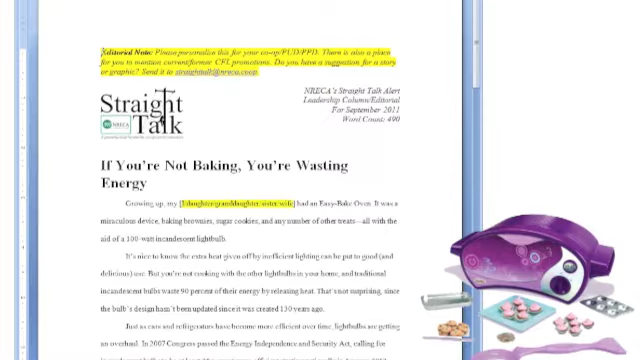 Editorial Note: Please personalize this for your co-op/PUD/PPD. There is also a place
for you to mention current/former CFL promotions. Do you have a suggestion for a story
or graphic? Send it to straighttalk@nreca.coop.
Straight
Talk
NRECA
NRECA's Straight Talk Alert
Leadership Column/Editorial
For September 2011
Word Count: 490
If You're Not Baking, You're Wasting
Energy
Growing up, my [I/daughter/granddaughter/sister/wife] had an Easy-Bake Oven. It was a
miraculous device, baking brownies, sugar cookies, and any number of other treats—all with the
aid of a 100-watt incandescent lightbulb.
It's nice to know the extra heat given off by inefficient lighting can be put to good (and
delicious) use. But you're not cooking with the other lightbulbs in your home, and traditional
incandescent bulbs waste 90 percent of their energy by releasing heat. That's not surprising, since
the bulb's design hasn't been updated since it was created 130 years ago.
Just as cars and refrigerators have become more efficient over time, lightbulbs are getting
an overhaul. In 2007 Congress passed the Energy Independence and Security Act, calling for